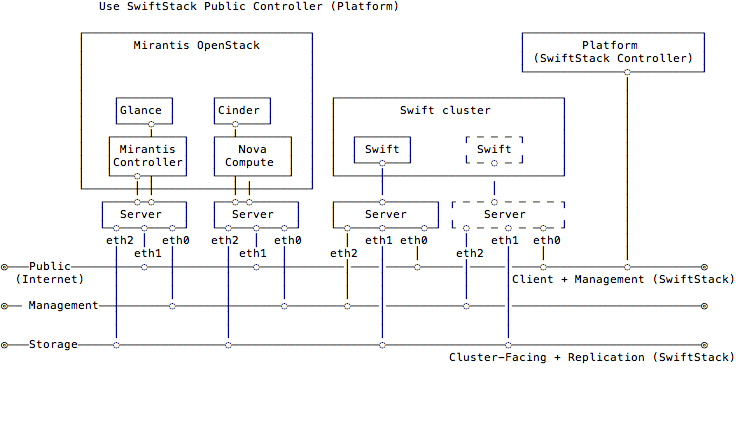 Use SwiftStack Public Controller (Platform)
Mirantis OpenStack
Platform
(SwiftStack Controller)
Glance
Cinder
Swift cluster
Mirantis
Controller
Nova
Compute
Swift
Swift
Server
Server
Server
Server
eth2
eth0
eth2
eth0
eth1 eth0
eth1
eth0
eth1
eth1
eth2
eth2
Public
(Internet)
Client + Management (SwiftStack)
Management
Storage
Cluster-Facing + Replication (SwiftStack)